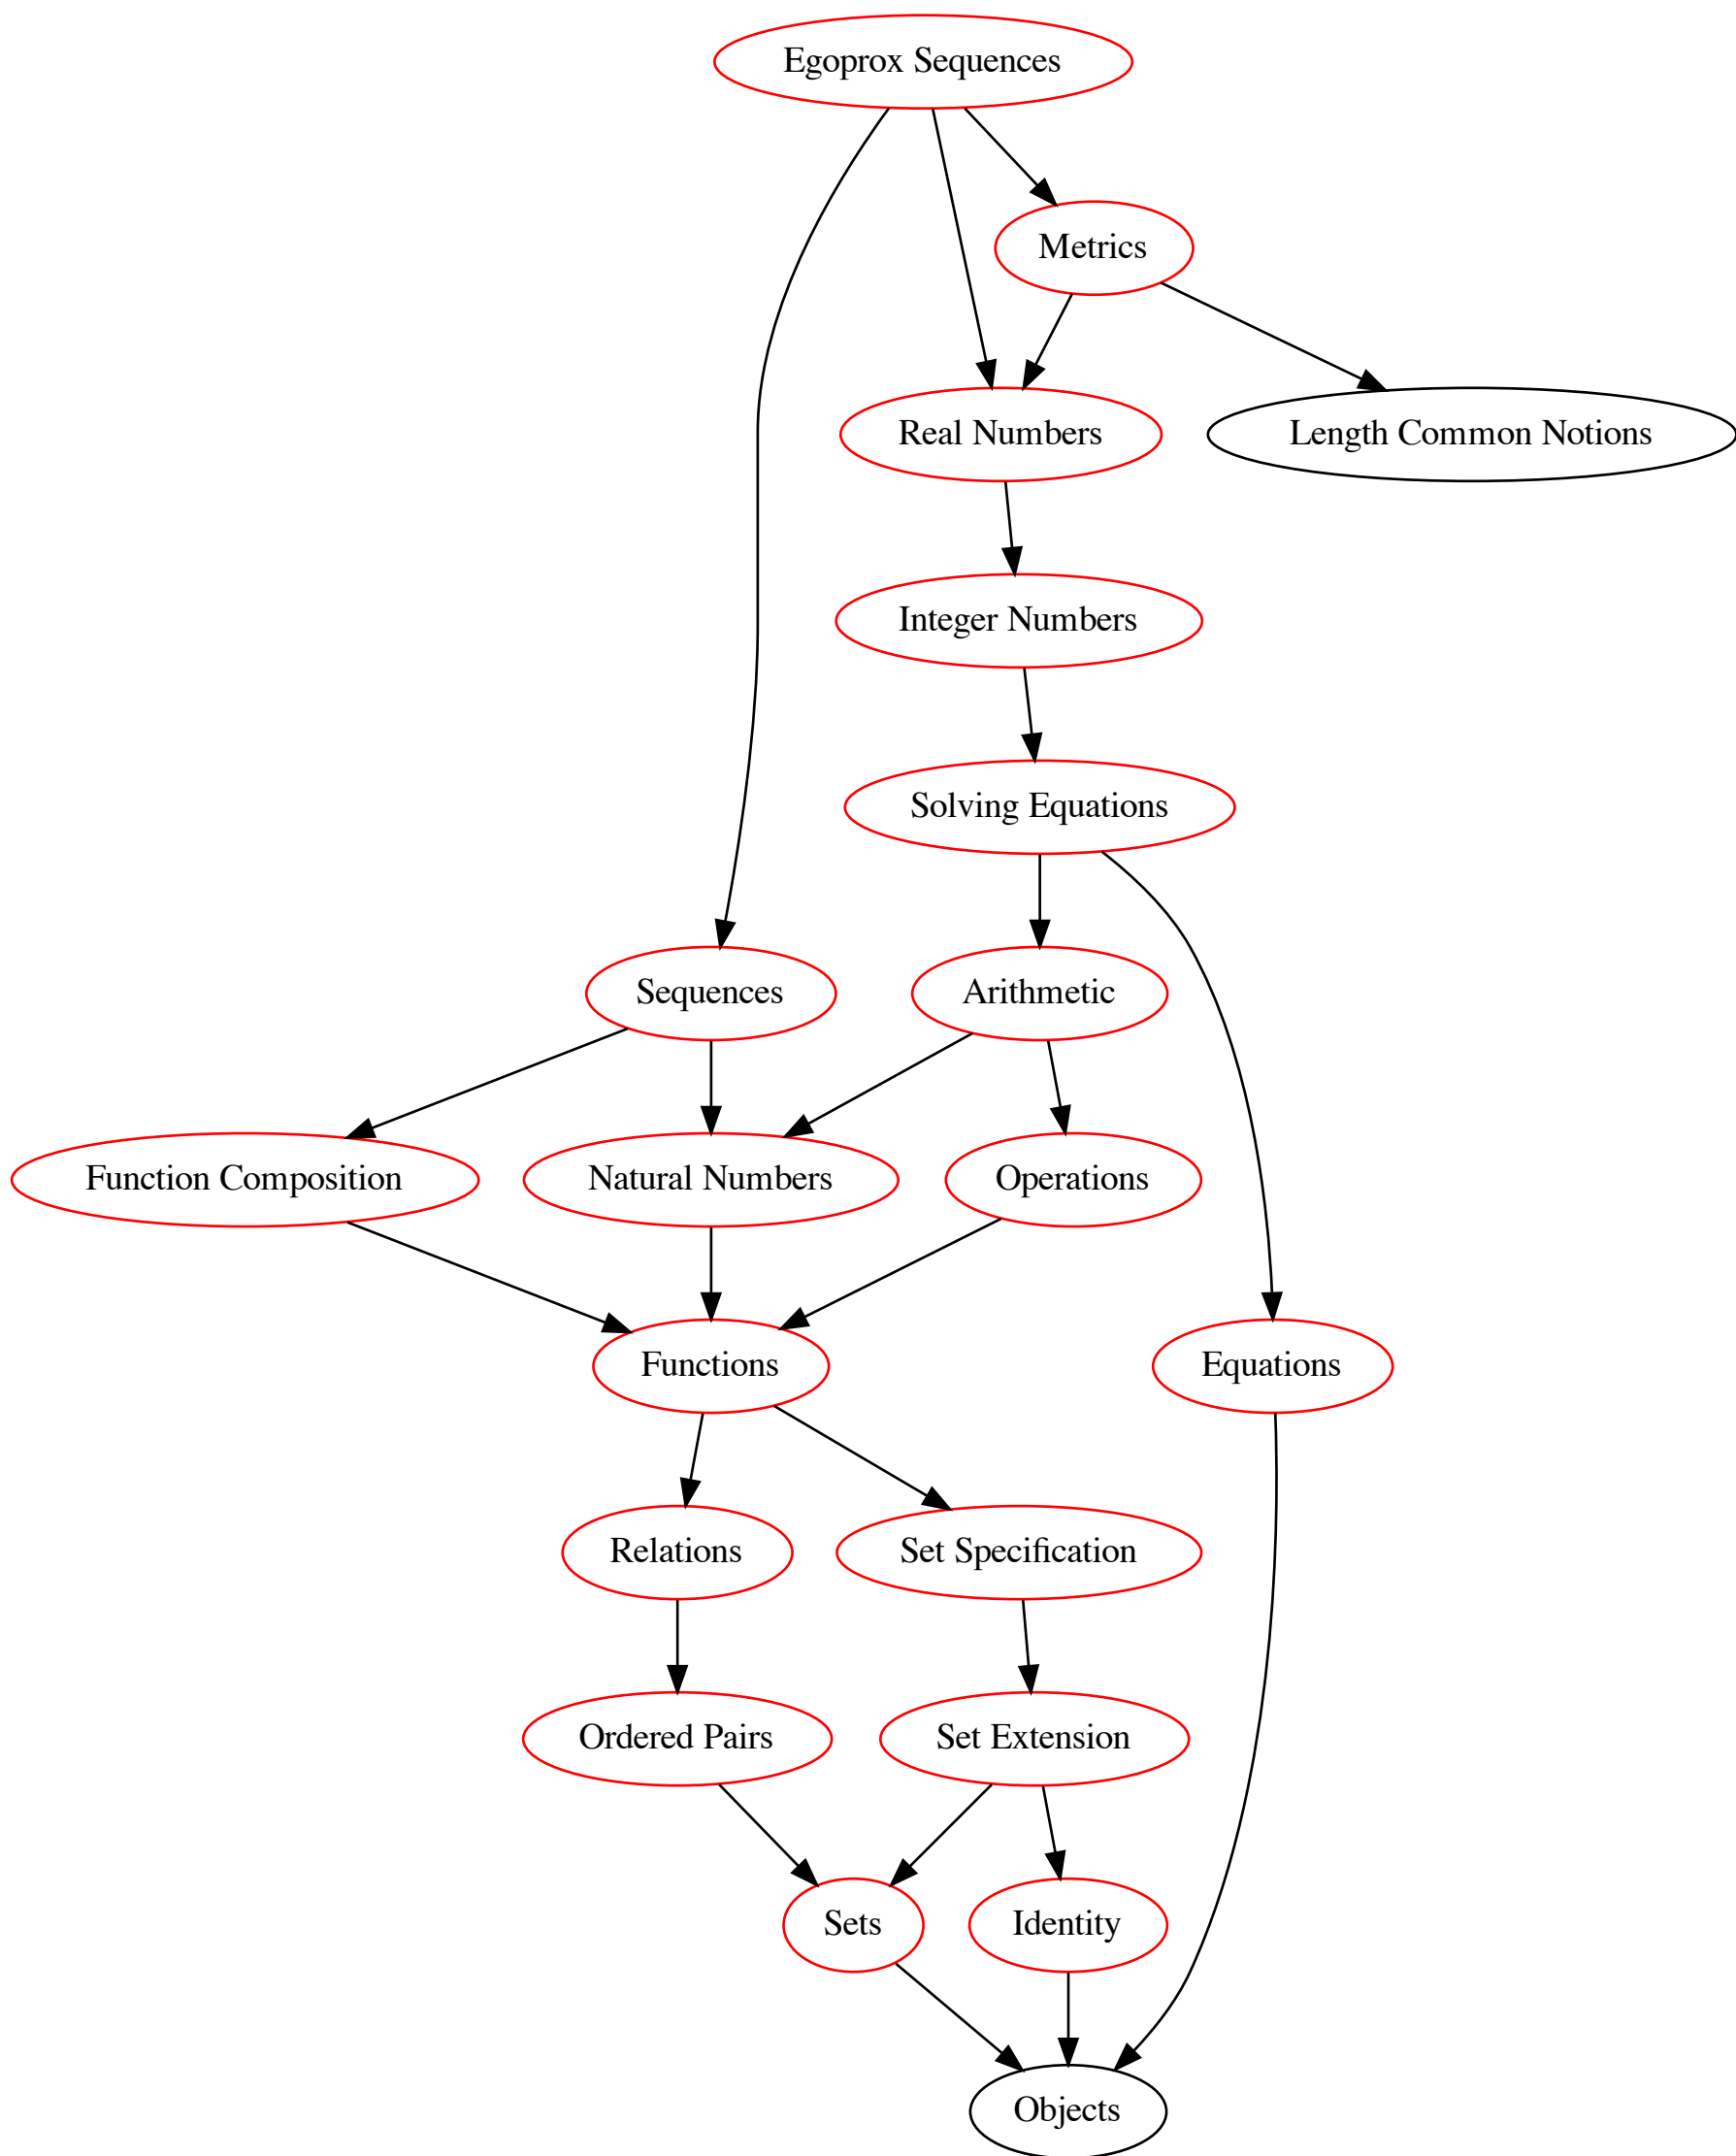 Egoprox Sequences
Metrics
Real Numbers
Length Common Notions
Integer Numbers
Solving Equations
Sequences
Arithmetic
Function Composition
Natural Numbers
Operations
Functions
Equations
Relations
Set Specification
Ordered Pairs
Set Extension
Sets
Identity
Objects